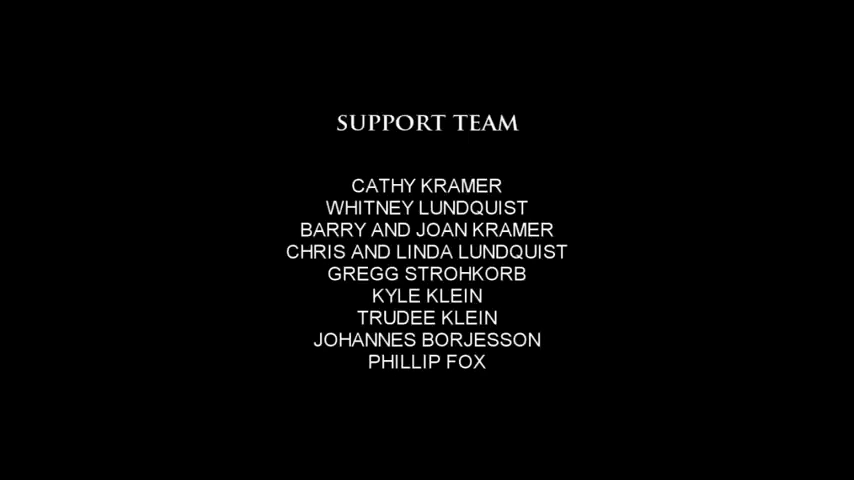 SUPPORT TEAM
CATHY KRAMER
WHITNEY LUNDQUIST
BARRY AND JOAN KRAMER
CHRIS AND LINDA LUNDQUIST
GREGG STROHKORB
KYLE KLEIN
TRUDEE KLEIN
JOHANNES BORJESSON
PHILLIP FOX